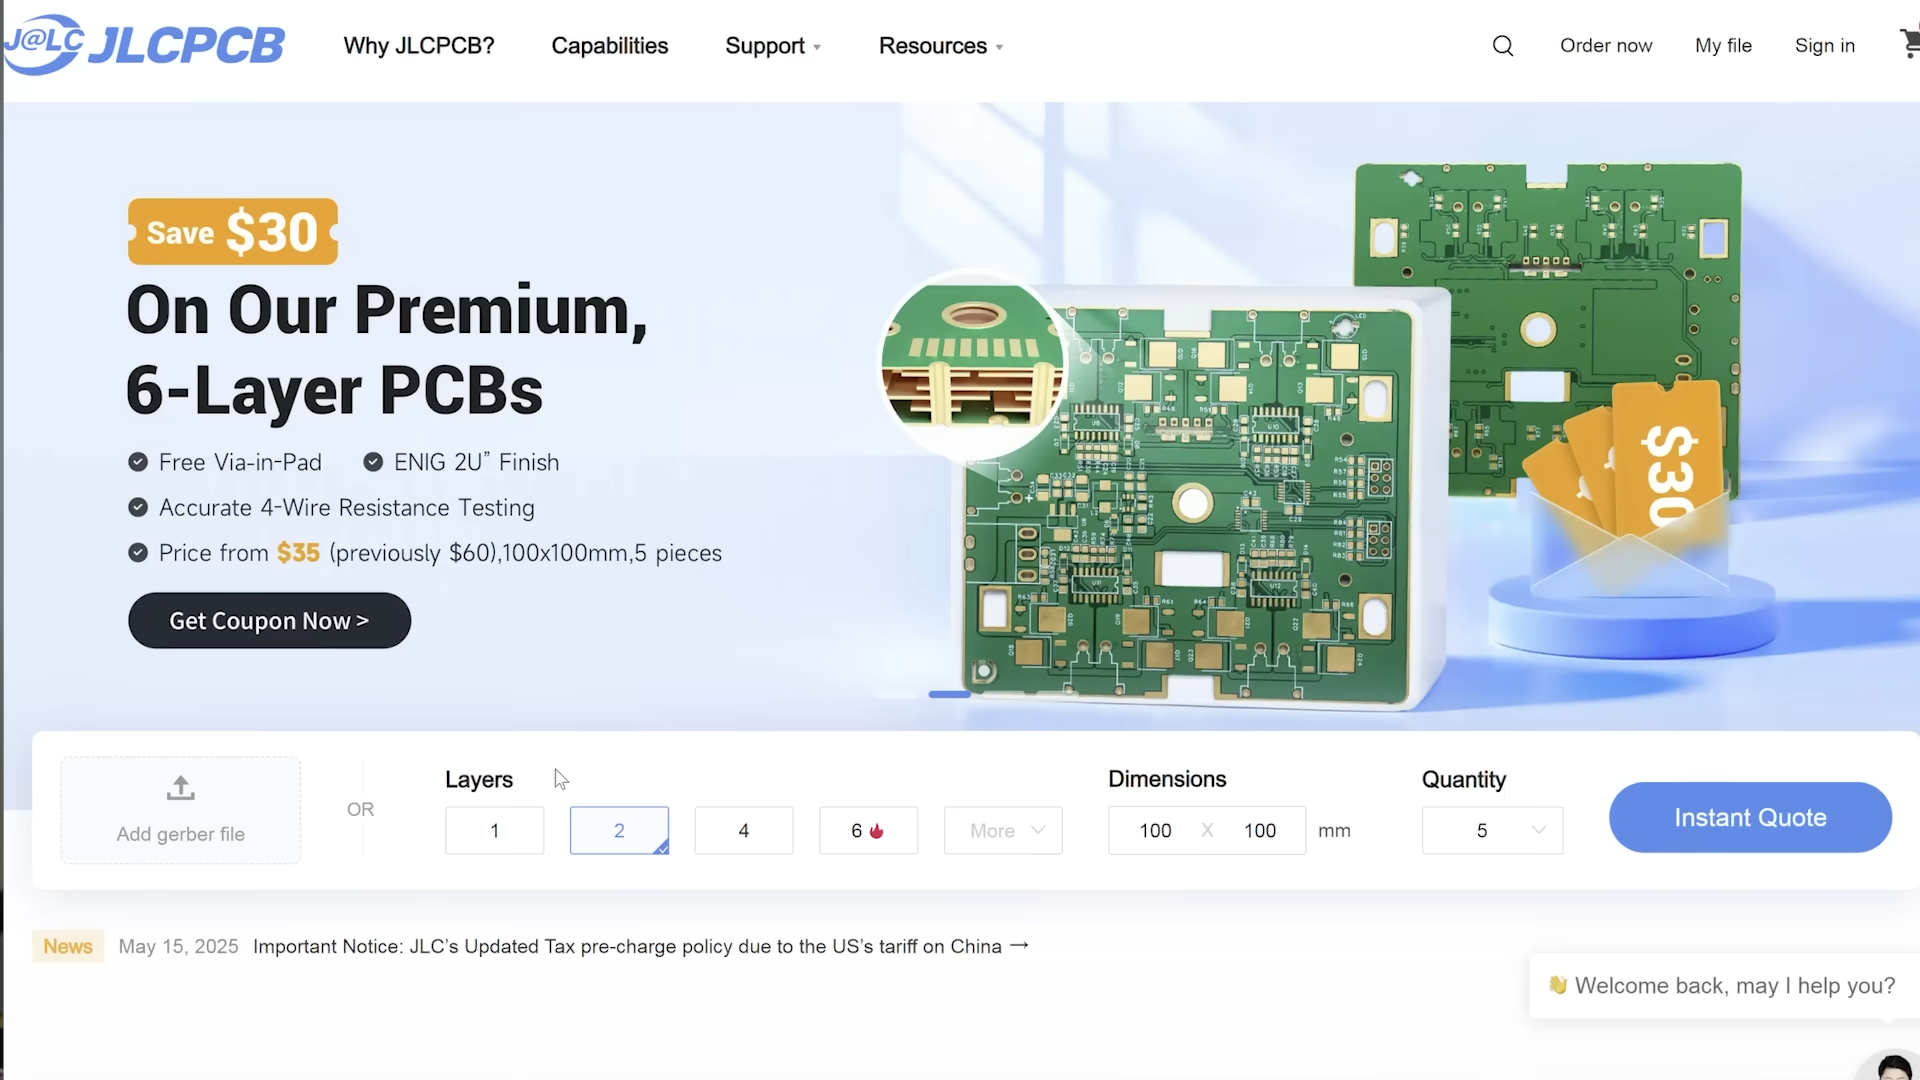 J@LC JLCPCB
Why JLCPCB?
Capabilities
Support
Resources
Order now
My file
Sign in
Save $30
On Our Premium,
6-Layer PCBs
Free Via-in-Pad
ENIG 2U” Finish
Accurate 4-Wire Resistance Testing
Price from $35 (previously $60),100x100mm,5 pieces
Get Coupon Now >
$30
Add gerber file
OR
Layers
1
2
4
6
More
Dimensions
100 X 100 mm
Quantity
5
Instant Quote
News May 15, 2025 Important Notice: JLC’s Updated Tax pre-charge policy due to the US’s tariff on China →
👋 Welcome back, may I help you?